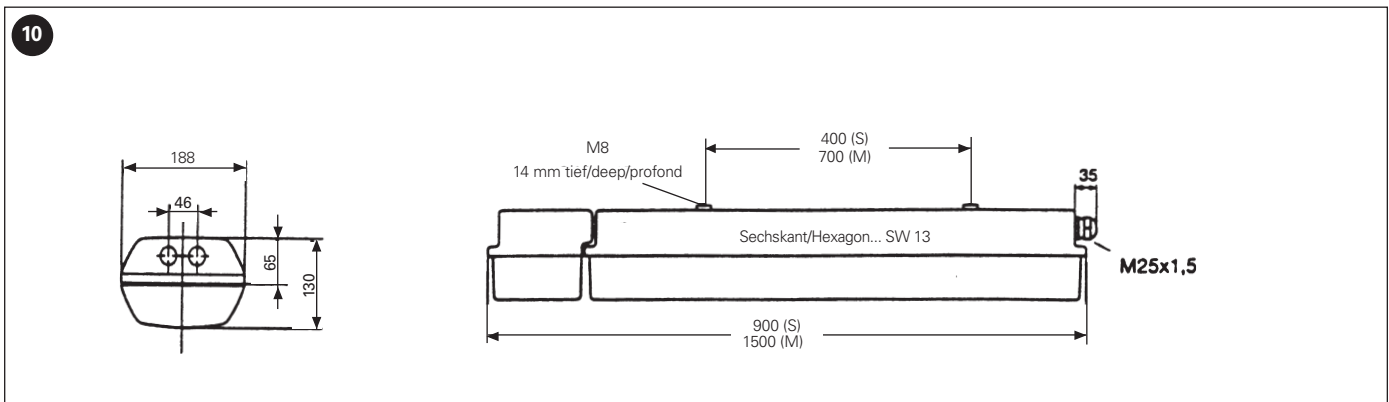 10
188
46
65
130
M8
14 mm tief/deep/profond
400 (S)
700 (M)
35
Sechskant/Hexagon... SW 13
M25x1,5
900 (S)
1500 (M)